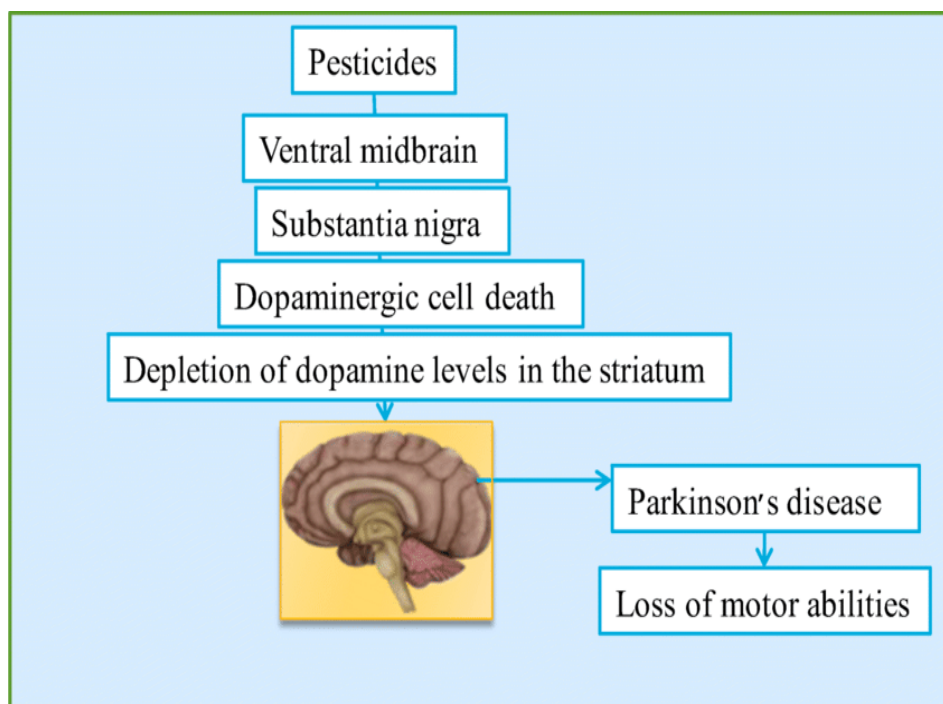 Pesticides
Ventral midbrain
Substantia nigra
Dopaminergic cell death
Depletion of dopamine levels in the striatum
Parkinson's disease
Loss of motor abilities